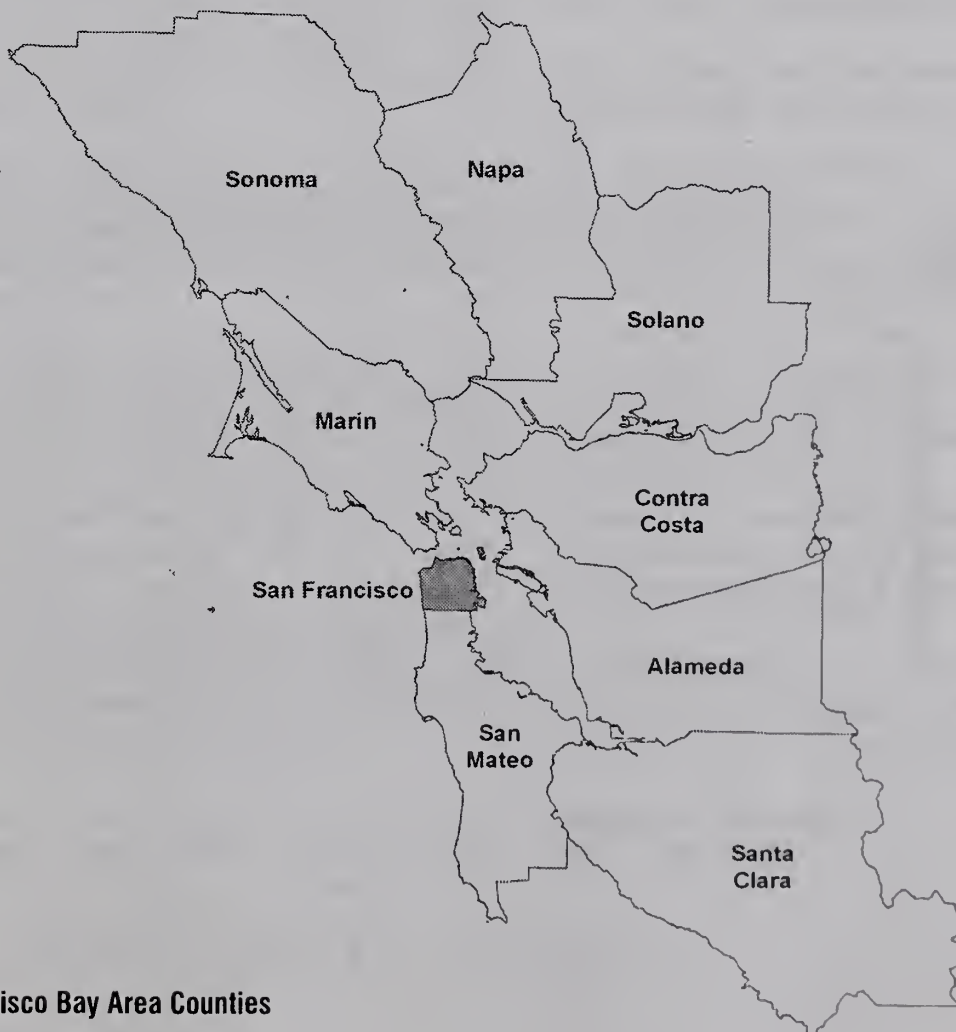 Sonoma
Napa
Solano
Marin
Contra
Costa
San Francisco
Alameda
San
Mateo
Santa
Clara
isco Bay Area Counties